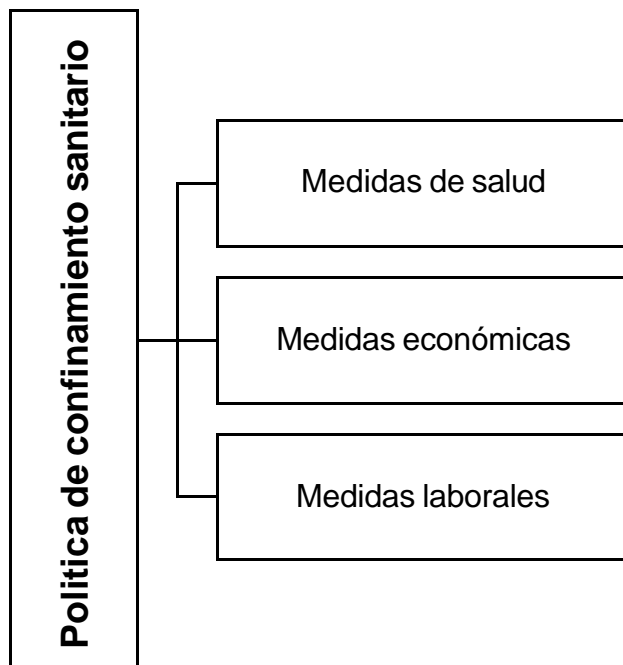 Politica de confinamiento sanitario
Medidas de salud
Medidas económicas
Medidas laborales